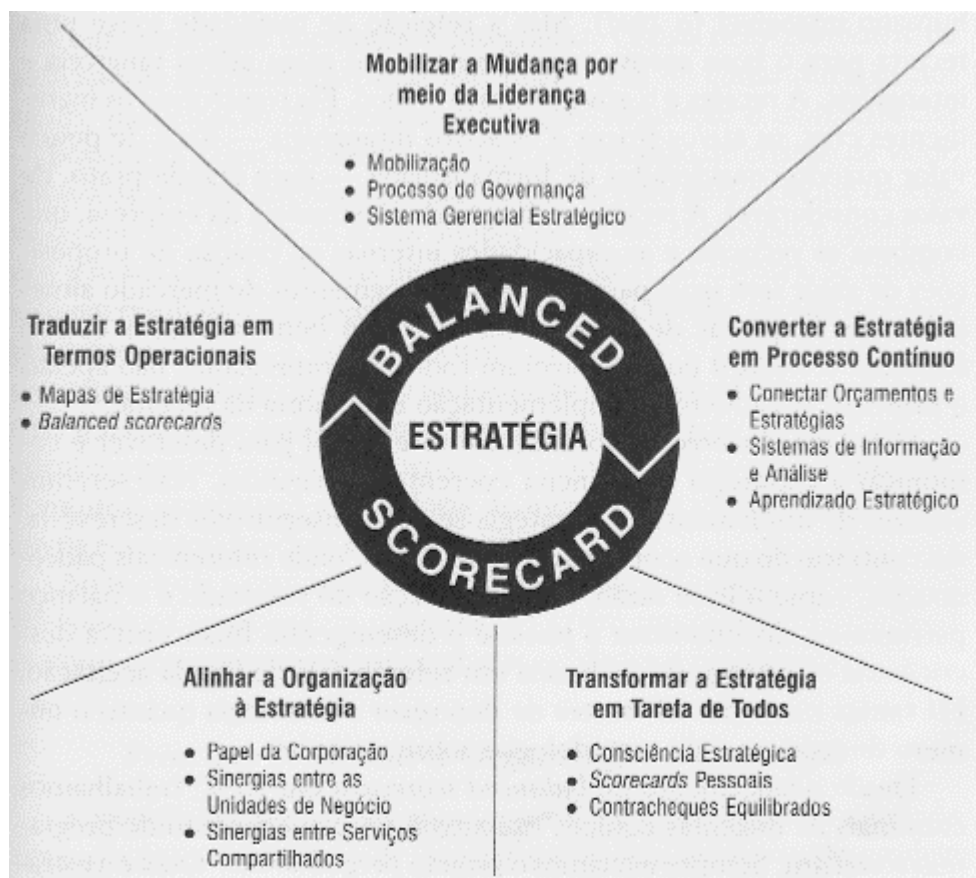 Mobilizar a Mudança por
meio da Liderança
Executiva
• Mobilização
• Processo de Governança
• Sistema Gerencial Estratégico
Traduzir a Estratégia em
Termos Operacionais
• Mapas de Estratégia
• Balanced scorecards
BALANCED
ESTRATÉGIA
SCORECARD
Converter a Estratégia
em Processo Contínuo
• Conectar Orçamentos e
Estratégias
• Sistemas de Informação
e Análise
• Aprendizado Estratégico
Alinhar a Organização
à Estratégia
• Papel da Corporação
• Sinergias entre as
Unidades de Negócio
• Sinergias entre Serviços
Compartilhados
Transformar a Estratégia
em Tarefa de Todos
• Consciência Estratégica
• Scorecards Pessoais
• Contracheques Equilibrados